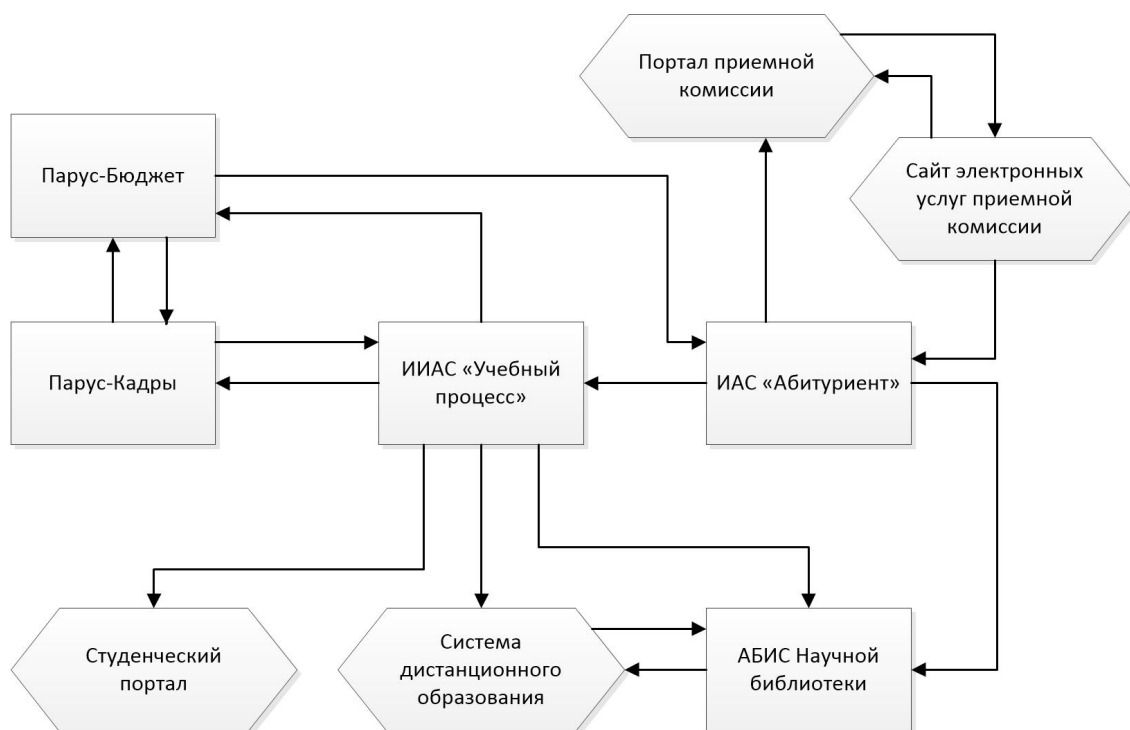 Портал приемной
комиссии
Парус-Бюджет
Сайт электронных
услуг приемной
комиссии
Парус-Кадры
ИИАС «Учебный
процесс»
ИАС «Абитуриент»
Студенческий
портал
Система
дистанционного
образования
АБИС Научной
библиотеки